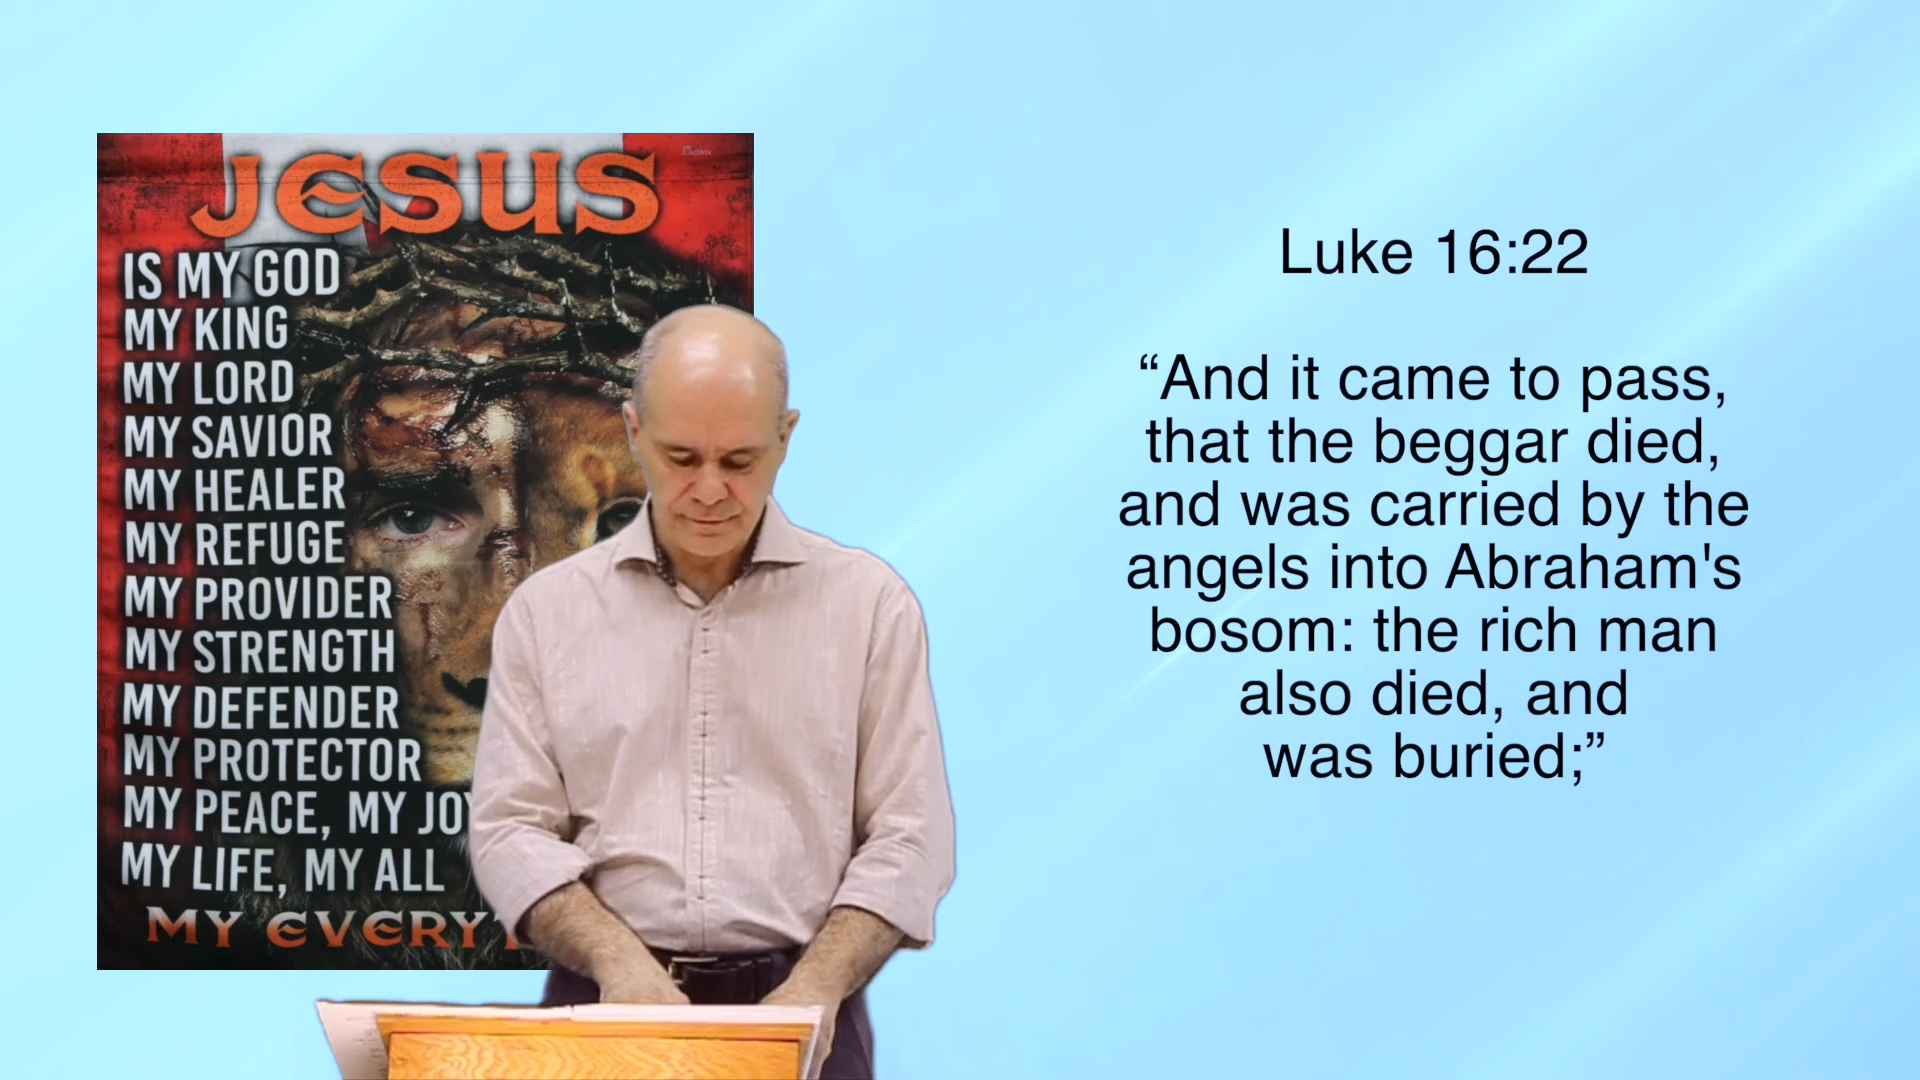 JESUS
IS MY GOD
MY KING
MY LORD
MY SAVIOR
MY HEALER
MY REFUGE
MY PROVIDER
MY STRENGTH
MY DEFENDER
MY PROTECTOR
MY PEACE, MY JOY
MY LIFE, MY ALL
MY EVERY
Luke 16:22
“And it came to pass,
that the beggar died,
and was carried by the
angels into Abraham's
bosom: the rich man
also died, and
was buried;”